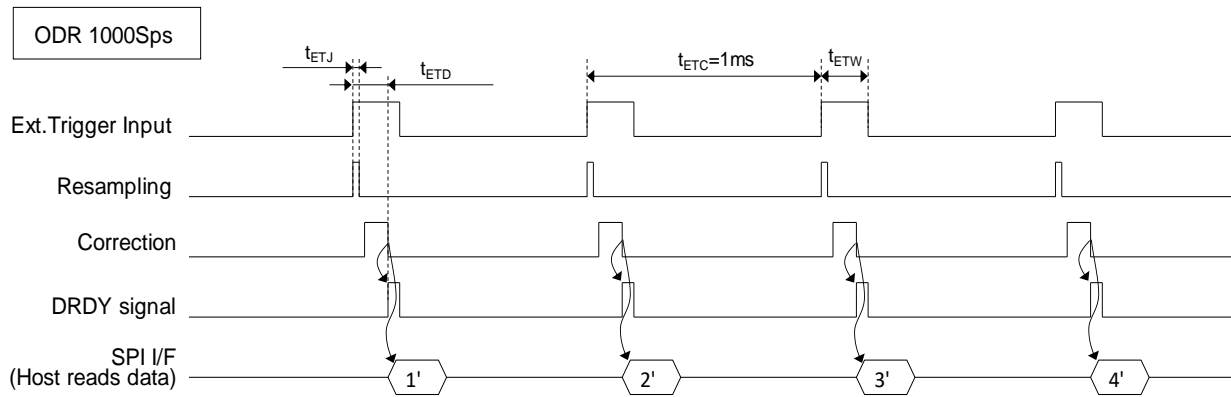 ODR 1000Sps
tETJ
tETD
tETC=1ms
tETW
Ext.Trigger Input
Resampling
Correction
DRDY signal
SPI I/F
(Host reads data)
1'
2'
3'
4'